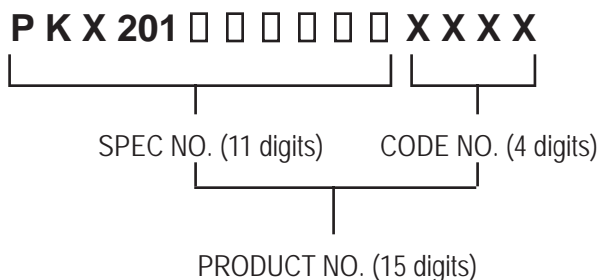 P K X 201 □ □ □ □ □ □ X X X X
SPEC NO. (11 digits) CODE NO. (4 digits)
PRODUCT NO. (15 digits)